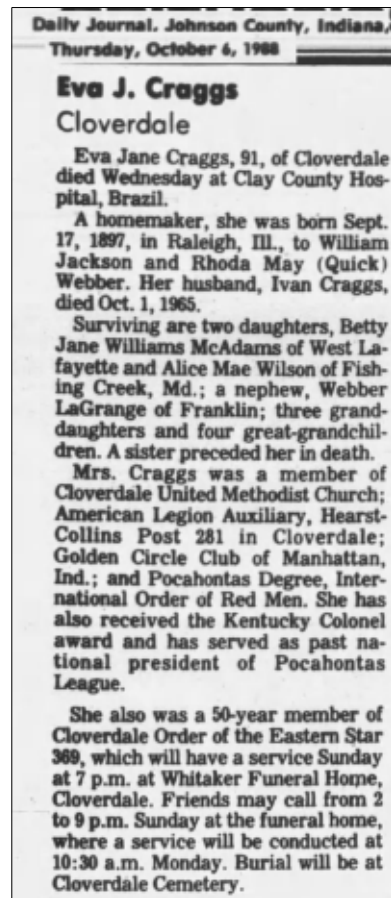 Daily Journal. Johnson County, Indiana,
Thursday, October 6, 1988
Eva J. Craggs
Cloverdale
Eva Jane Craggs, 91, of Cloverdale
died Wednesday at Clay County Hos-
pital, Brazil.
A homemaker, she was born Sept.
17, 1897, in Raleigh, Ill., to William
Jackson and Rhoda May (Quick)
Webber. Her husband, Ivan Craggs,
died Oct. 1, 1965.
Surviving are two daughters, Betty
Jane Williams McAdams of West La-
fayette and Alice Mae Wilson of Fish-
ing Creek, Md.; a nephew, Webber
LaGrange of Franklin; three grand-
daughters and four great-grandchil-
dren. A sister preceded her in death.
Mrs. Craggs was a member of
Cloverdale United Methodist Church;
American Legion Auxiliary, Hearst-
Collins Post 281 in Cloverdale;
Golden Circle Club of Manhattan,
Ind.; and Pocahontas Degree, Inter-
national Order of Red Men. She has
also received the Kentucky Colonel
award and has served as past na-
tional president of Pocahontas
League.
She also was a 50-year member of
Cloverdale Order of the Eastern Star
369, which will have a service Sunday
at 7 p.m. at Whitaker Funeral Home,
Cloverdale. Friends may call from 2
to 9 p.m. Sunday at the funeral home,
where a service will be conducted at
10:30 a.m. Monday. Burial will be at
Cloverdale Cemetery.